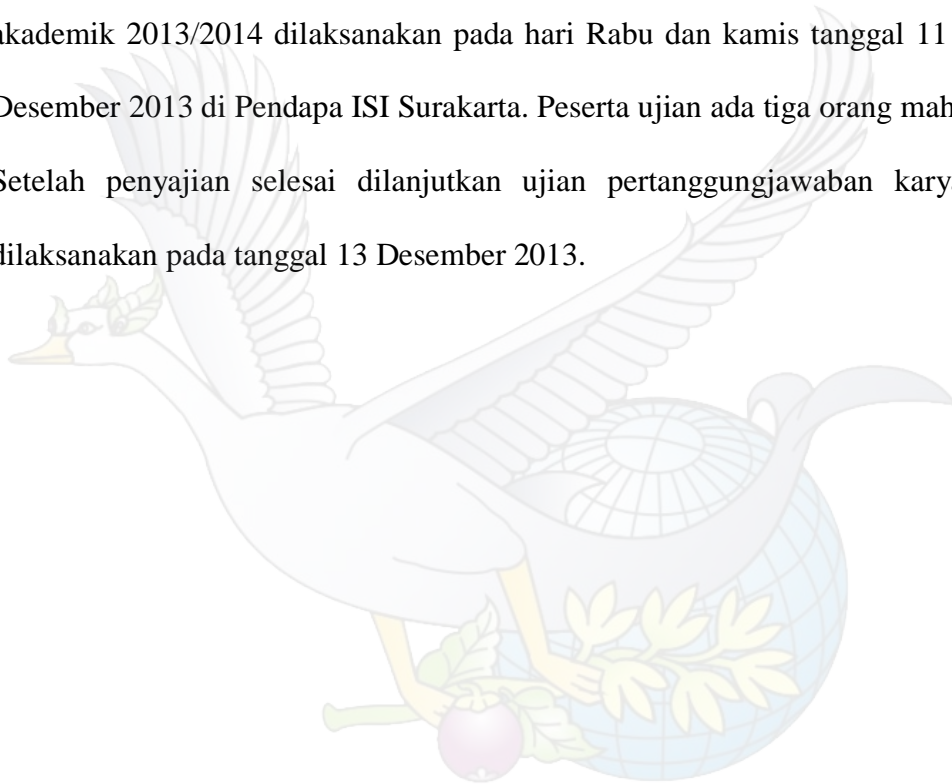 akademik 2013/2014 dilaksanakan pada hari Rabu dan kamis tanggal 11
Desember 2013 di Pendapa ISI Surakarta. Peserta ujian ada tiga orang mah
Setelah penyajian selesai dilanjutkan ujian pertanggungjawaban kary
dilaksanakan pada tanggal 13 Desember 2013.